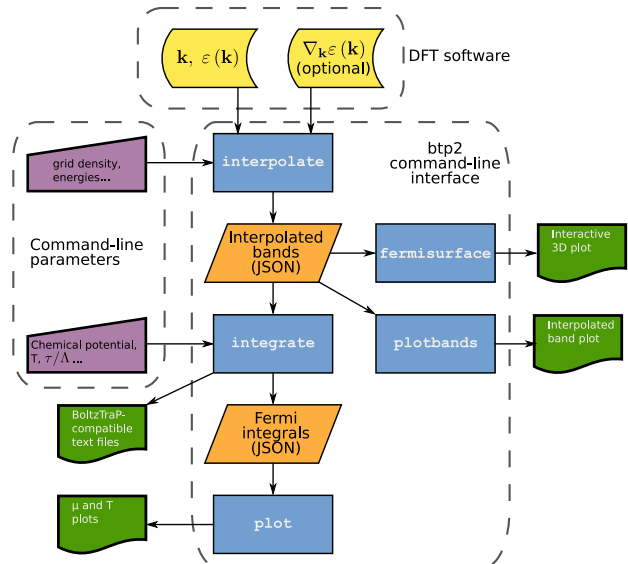 k, ε(k)
∇ₖε(k)
(optional)
DFT software
grid density,
energies...
interpolate
btp2
command-line
interface
Command-line
parameters
Interpolated
bands
(JSON)
fermisurface
Interactive
3D plot
Chemical potential,
T, τ/Λ ...
integrate
plotbands
Interpolated
band plot
BoltzTraP-
compatible
text files
Fermi
integrals
(JSON)
μ and T
plots
plot